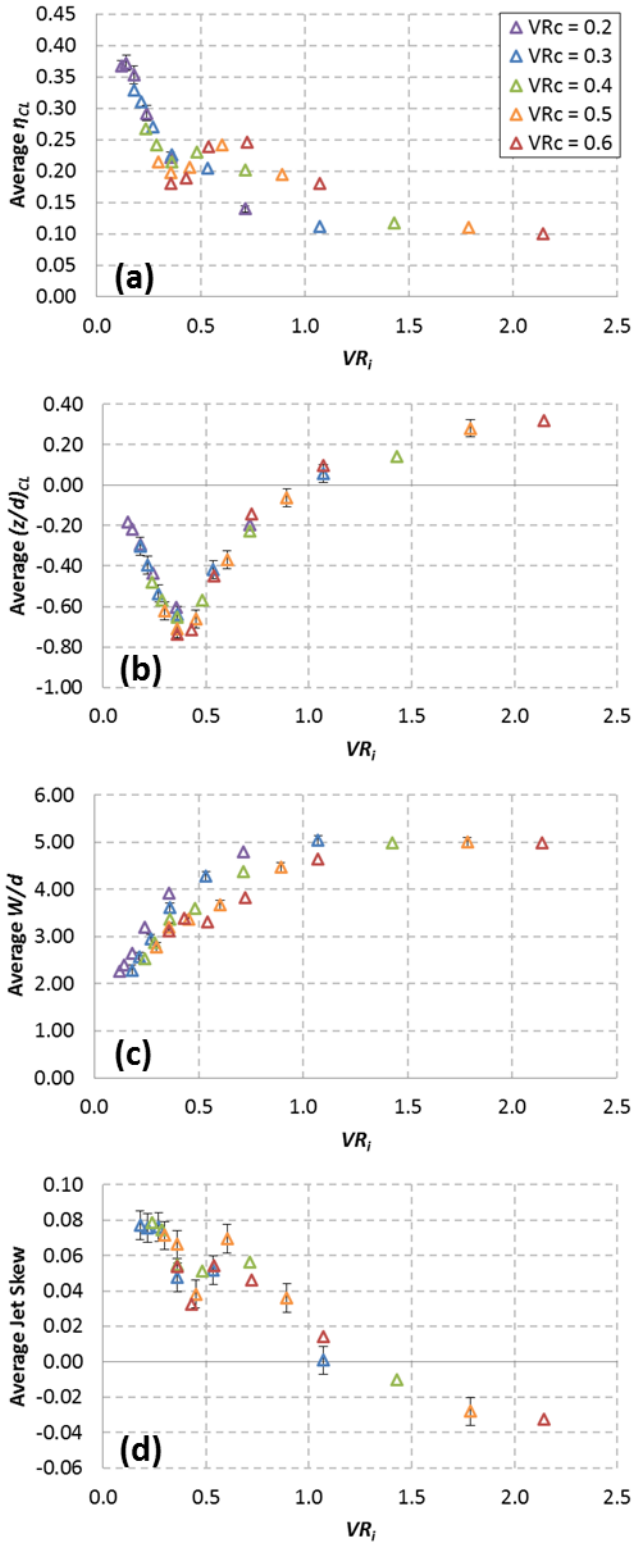 0.45
0.40
0.35
0.30
0.25
0.20
0.15
0.10
0.05
0.00
Average η_CL
VRc = 0.2
VRc = 0.3
VRc = 0.4
VRc = 0.5
VRc = 0.6
(a)
0.0 0.5 1.0 1.5 2.0 2.5
VR_i
0.40
0.20
0.00
-0.20
-0.40
-0.60
-0.80
-1.00
Average (z/d)_CL
(b)
0.0 0.5 1.0 1.5 2.0 2.5
VR_i
6.00
5.00
4.00
3.00
2.00
1.00
0.00
Average W/d
(c)
0.0 0.5 1.0 1.5 2.0 2.5
VR_i
0.10
0.08
0.06
0.04
0.02
0.00
-0.02
-0.04
-0.06
Average Jet Skew
(d)
0.0 0.5 1.0 1.5 2.0 2.5
VR_i